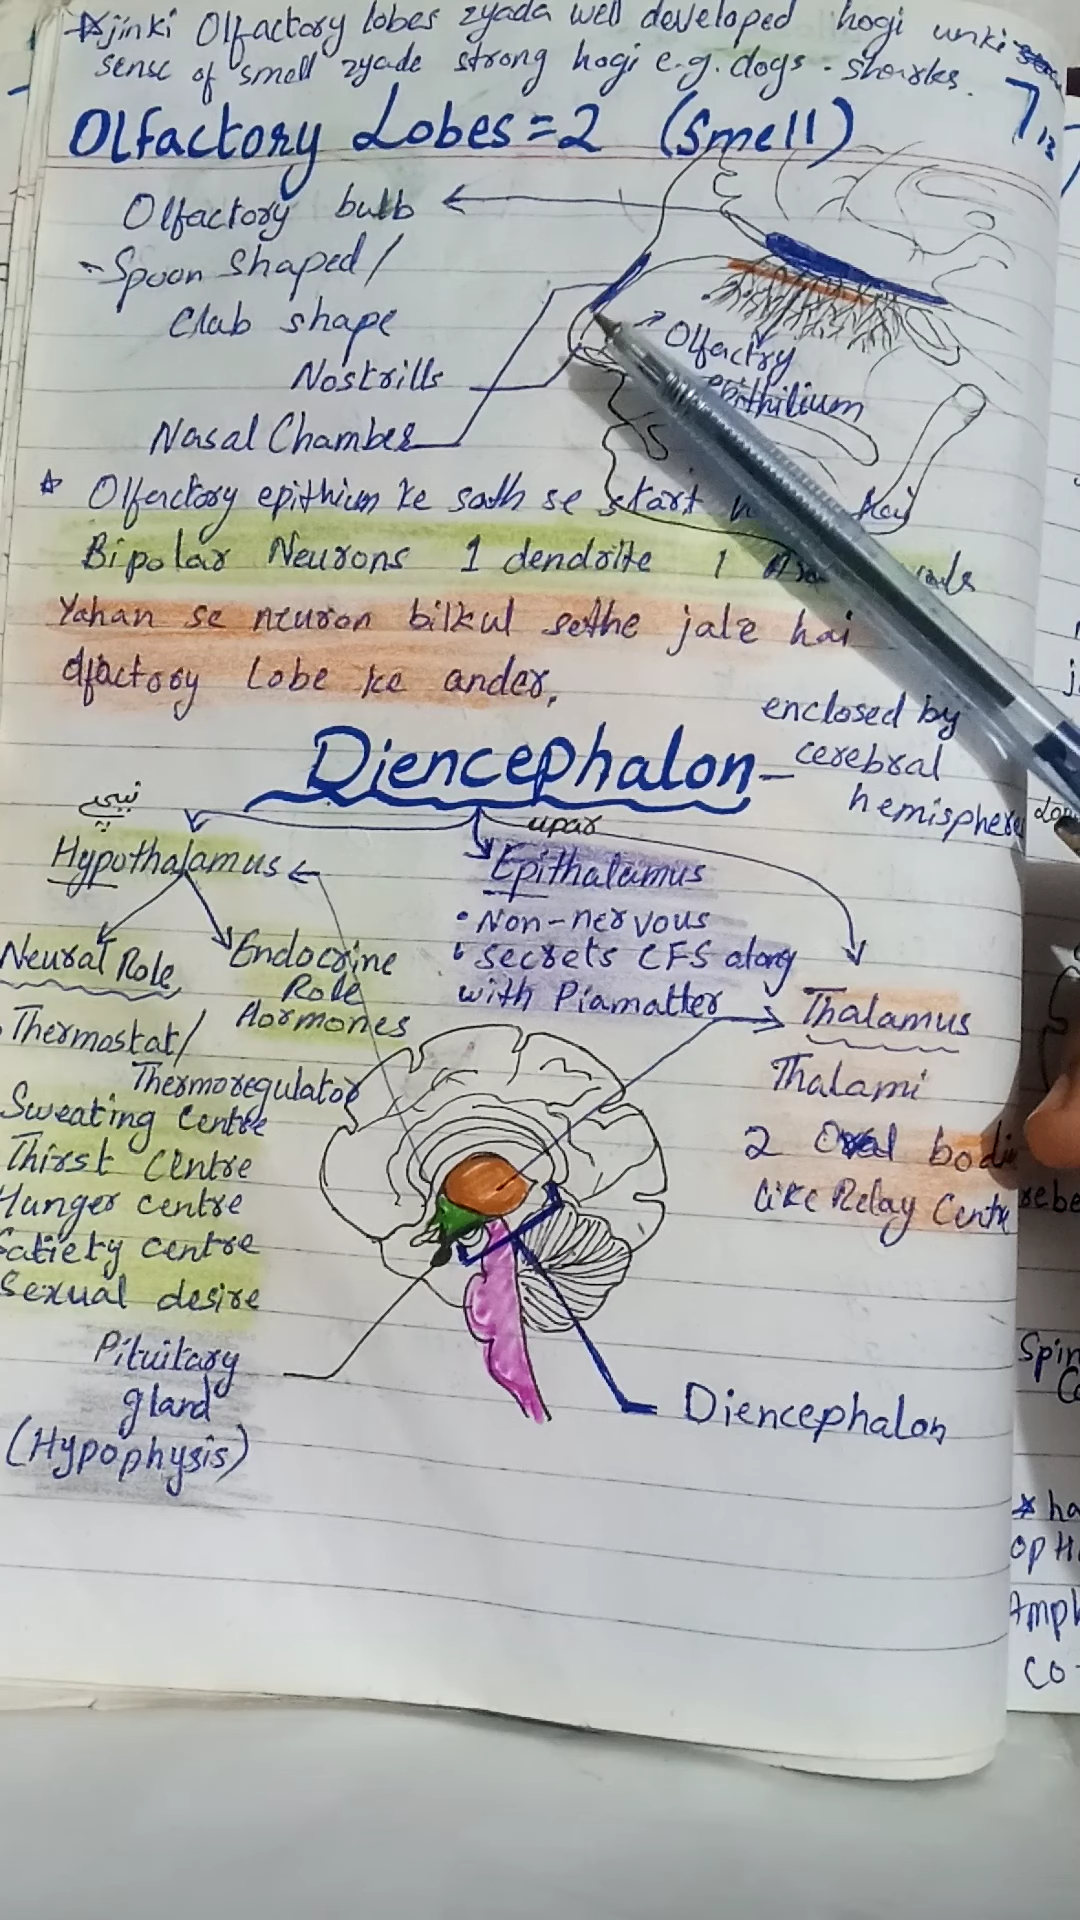 jinki Olfactory lobes zyada well developed hogi unki
sense of smell zyade strong hogi e.g. dogs - sharks.
Olfactory Lobes = 2 (Smell)
Olfactory bulb
- Spoon Shaped /
Club shape
Nostrills
Nasal Chamber
Olfactry
epithilium
Olfarctory epithium ke sath se start hai
Bipolar Neurons 1 dendrite 1
Yahan se neuron bilkul sethe jate hai
olfactory Lobe ke ander.
Diencephalon -
enclosed by
cerebral
hemisphere
upar
Hypothalamus
Epithalamus
• Non-nervous
• secrets CFS along
with Piamatter
Neural Role
Endocrine
Role
Hormones
Thermostat /
Thermoregulator
Sweating Centre
Thirst Centre
Hunger centre
Satiety centre
Sexual desire
Thalamus
Thalami
2 Oval bodi
like Relay Centre
Pituitary
gland
(Hypophysis)
Diencephalon